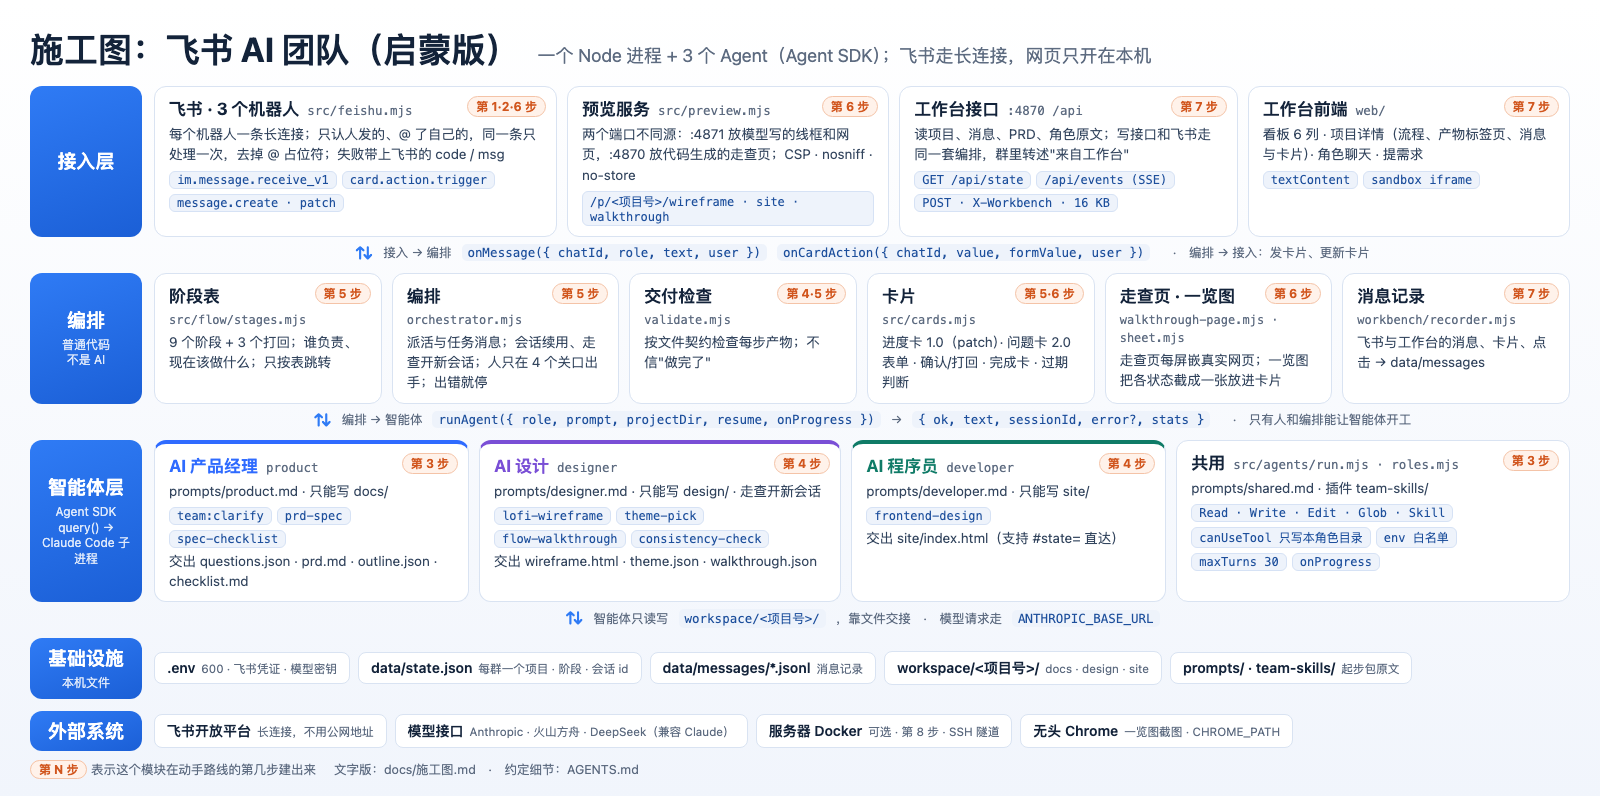 施工图：飞书 AI 团队（启蒙版）
一个 Node 进程 + 3 个 Agent（Agent SDK）；飞书走长连接，网页只开在本机
接入层
飞书 · 3 个机器人 src/feishu.mjs
第 1·2·6 步
每个机器人一条长连接；只认人发的、@ 了自己的，同一条只
处理一次，去掉 @ 占位符；失败带上飞书的 code / msg
im.message.receive_v1 card.action.trigger
message.create · patch
预览服务 src/preview.mjs
第 6 步
两个端口不同源：:4871 放模型写的线框和网
页，:4870 放代码生成的走查页；CSP · nosniff ·
no-store
/p/<项目号>/wireframe · site ·
walkthrough
工作台接口 :4870 /api
第 7 步
读项目、消息、PRD、角色原文；写接口和飞书走
同一套编排，群里转述"来自工作台"
GET /api/state /api/events (SSE)
POST · X-Workbench · 16 KB
工作台前端 web/
第 7 步
看板 6 列 · 项目详情（流程、产物标签页、消息
与卡片）· 角色聊天 · 提需求
textContent sandbox iframe
接入 → 编排 onMessage({ chatId, role, text, user }) onCardAction({ chatId, value, formValue, user }) · 编排 → 接入：发卡片、更新卡片
编排
普通代码
不是 AI
阶段表
第 5 步
src/flow/stages.mjs
9 个阶段 + 3 个打回；谁负责、
现在该做什么；只按表跳转
编排
第 5 步
orchestrator.mjs
派活与任务消息；会话续用、走
查开新会话；人只在 4 个关口出
手；出错就停
交付检查
第 4·5 步
validate.mjs
按文件契约检查每步产物；不
信"做完了"
卡片
第 5·6 步
src/cards.mjs
进度卡 1.0（patch）· 问题卡 2.0
表单 · 确认/打回 · 完成卡 · 过期
判断
走查页 · 一览图
第 6 步
walkthrough-page.mjs ·
sheet.mjs
走查页每屏嵌真实网页；一览图
把各状态截成一张放进卡片
消息记录
第 7 步
workbench/recorder.mjs
飞书与工作台的消息、卡片、点
击 → data/messages
编排 → 智能体 runAgent({ role, prompt, projectDir, resume, onProgress }) → { ok, text, sessionId, error?, stats } · 只有人和编排能让智能体开工
智能体层
Agent SDK
query() →
Claude Code 子
进程
AI 产品经理 product
第 3 步
prompts/product.md · 只能写 docs/
team:clarify prd-spec
spec-checklist
交出 questions.json · prd.md · outline.json ·
checklist.md
AI 设计 designer
第 4 步
prompts/designer.md · 只能写 design/ · 走查开新会话
lofi-wireframe theme-pick
flow-walkthrough consistency-check
交出 wireframe.html · theme.json · walkthrough.json
AI 程序员 developer
第 4 步
prompts/developer.md · 只能写 site/
frontend-design
交出 site/index.html（支持 #state= 直达）
共用 src/agents/run.mjs · roles.mjs
第 3 步
prompts/shared.md · 插件 team-skills/
Read · Write · Edit · Glob · Skill
canUseTool 只写本角色目录 env 白名单
maxTurns 30 onProgress
智能体只读写 workspace/<项目号>/ ，靠文件交接 · 模型请求走 ANTHROPIC_BASE_URL
基础设施
本机文件
.env 600 · 飞书凭证 · 模型密钥
data/state.json 每群一个项目 · 阶段 · 会话 id
data/messages/*.jsonl 消息记录
workspace/<项目号>/ docs · design · site
prompts/ · team-skills/ 起步包原文
外部系统
飞书开放平台 长连接，不用公网地址
模型接口 Anthropic · 火山方舟 · DeepSeek（兼容 Claude）
服务器 Docker 可选 · 第 8 步 · SSH 隧道
无头 Chrome 一览图截图 · CHROME_PATH
第 N 步 表示这个模块在动手路线的第几步建出来 文字版：docs/施工图.md · 约定细节：AGENTS.md